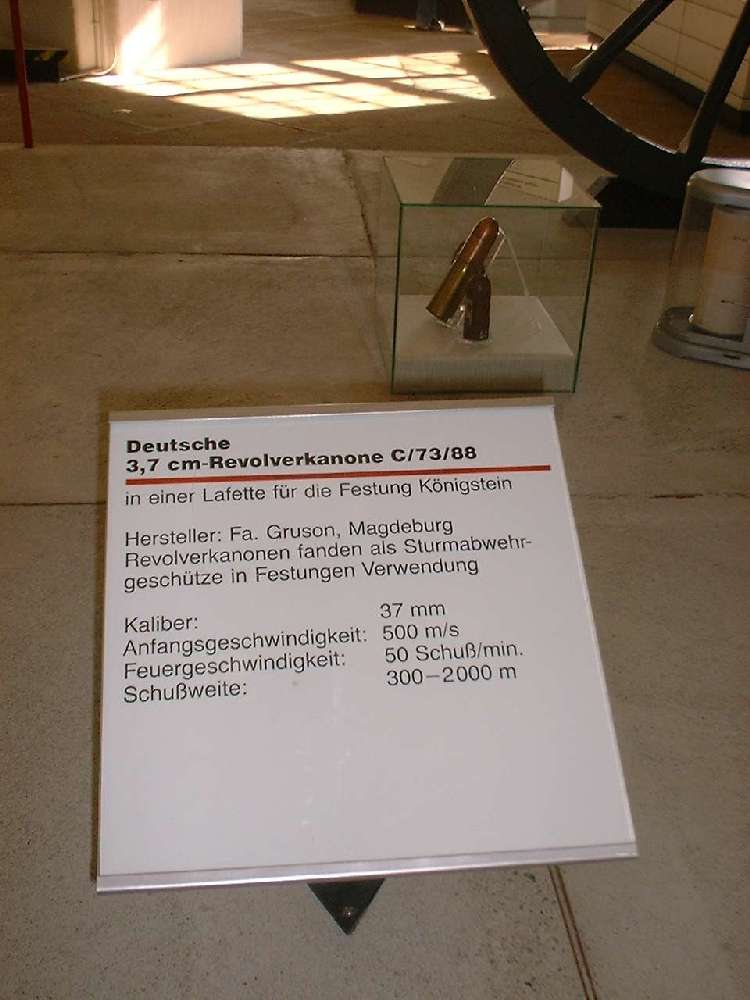 Deutsche
3,7 cm-Revolverkanone C/73/88
in einer Lafette für die Festung Königstein
Hersteller: Fa. Gruson, Magdeburg
Revolverkanonen fanden als Sturmabwehr-
geschütze in Festungen Verwendung
Kaliber: 37 mm
Anfangsgeschwindigkeit: 500 m/s
Feuergeschwindigkeit: 50 Schuß/min.
Schußweite: 300–2000 m